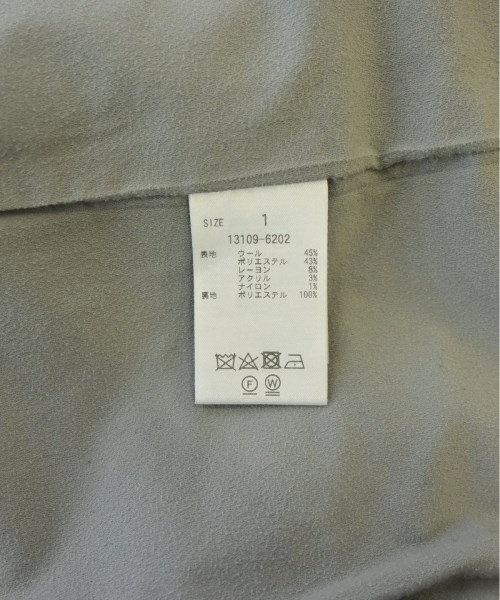 SIZE 1
13109-6202
表地 ウール 45%
ポリエステル 43%
レーヨン 8%
アクリル 3%
ナイロン 1%
裏地 ポリエステル 100%
F W